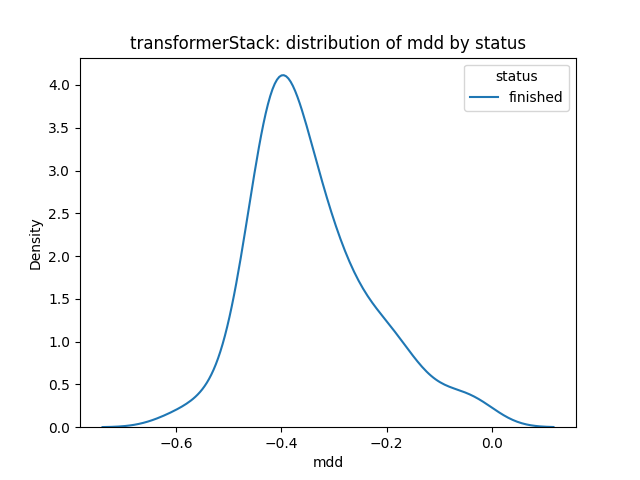 transformerStack: distribution of mdd by status
status
finished
Density
4.0
3.5
3.0
2.5
2.0
1.5
1.0
0.5
0.0
−0.6
−0.4
−0.2
0.0
mdd